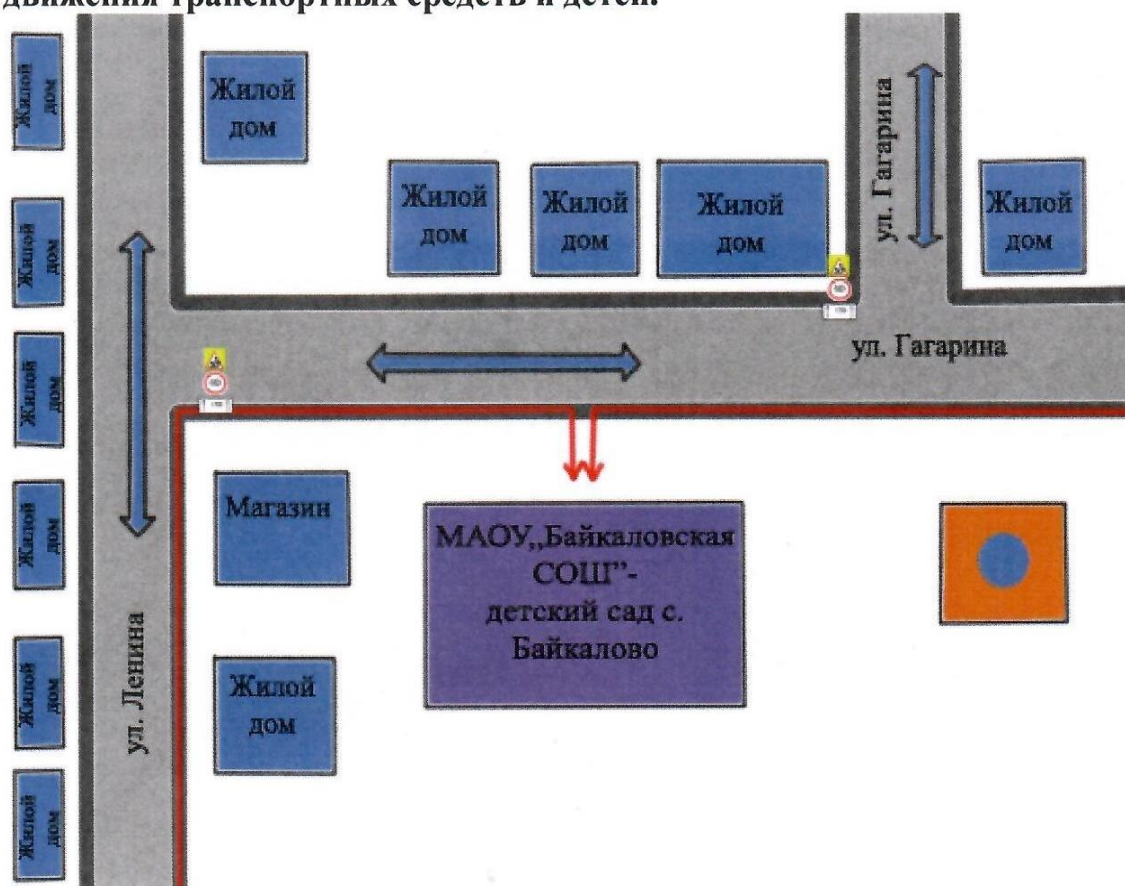 движения транспортных средств и детей.
Жилой
дом
Жилой
дом
ул. Гагарина
Жилой
дом
Жилой
дом
Жилой
дом
Жилой
дом
Жилой
дом
Жилой
дом
ул. Гагарина
Жилой
дом
Магазин
МАОУ„Байкаловская
СОШ”-
детский сад с.
Байкалово
Жилой
дом
ул. Ленина
Жилой
дом
Жилой
дом
Жилой
дом